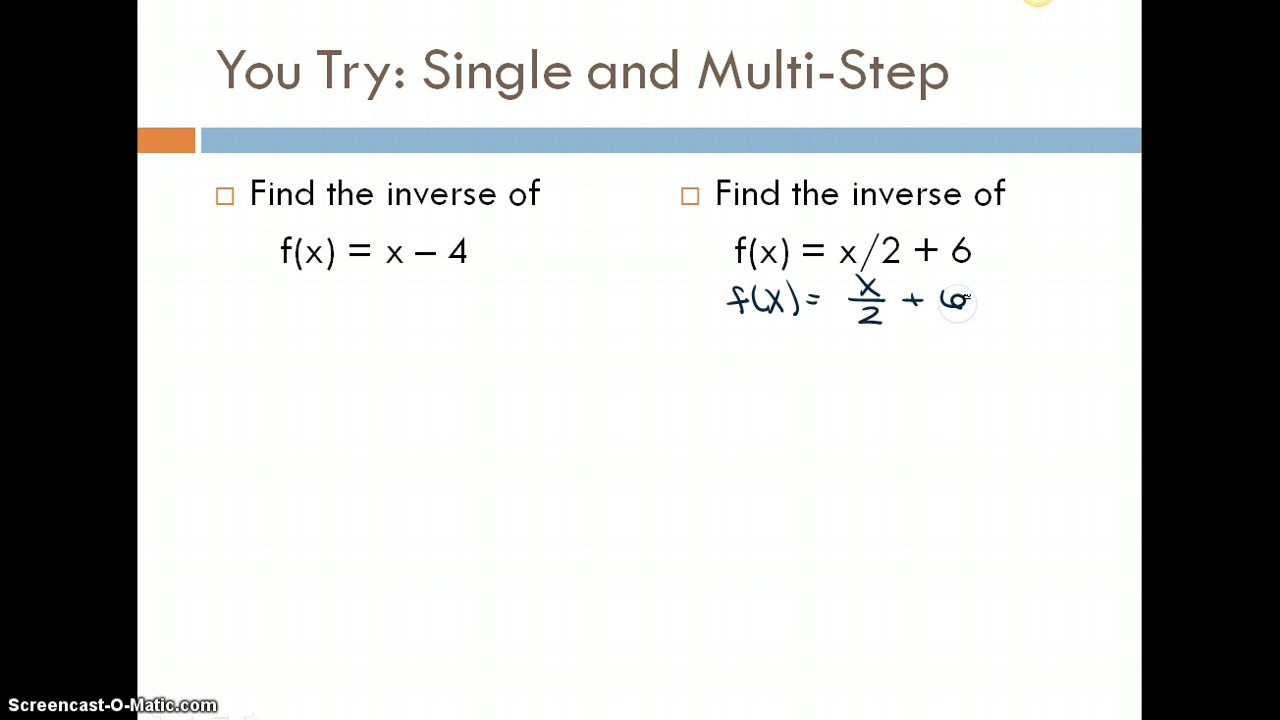 You Try: Single and Multi-Step
Find the inverse of
f(x) = x – 4
Find the inverse of
f(x) = x/2 + 6
f(x) = x/2 + 6
Screencast-O-Matic.com